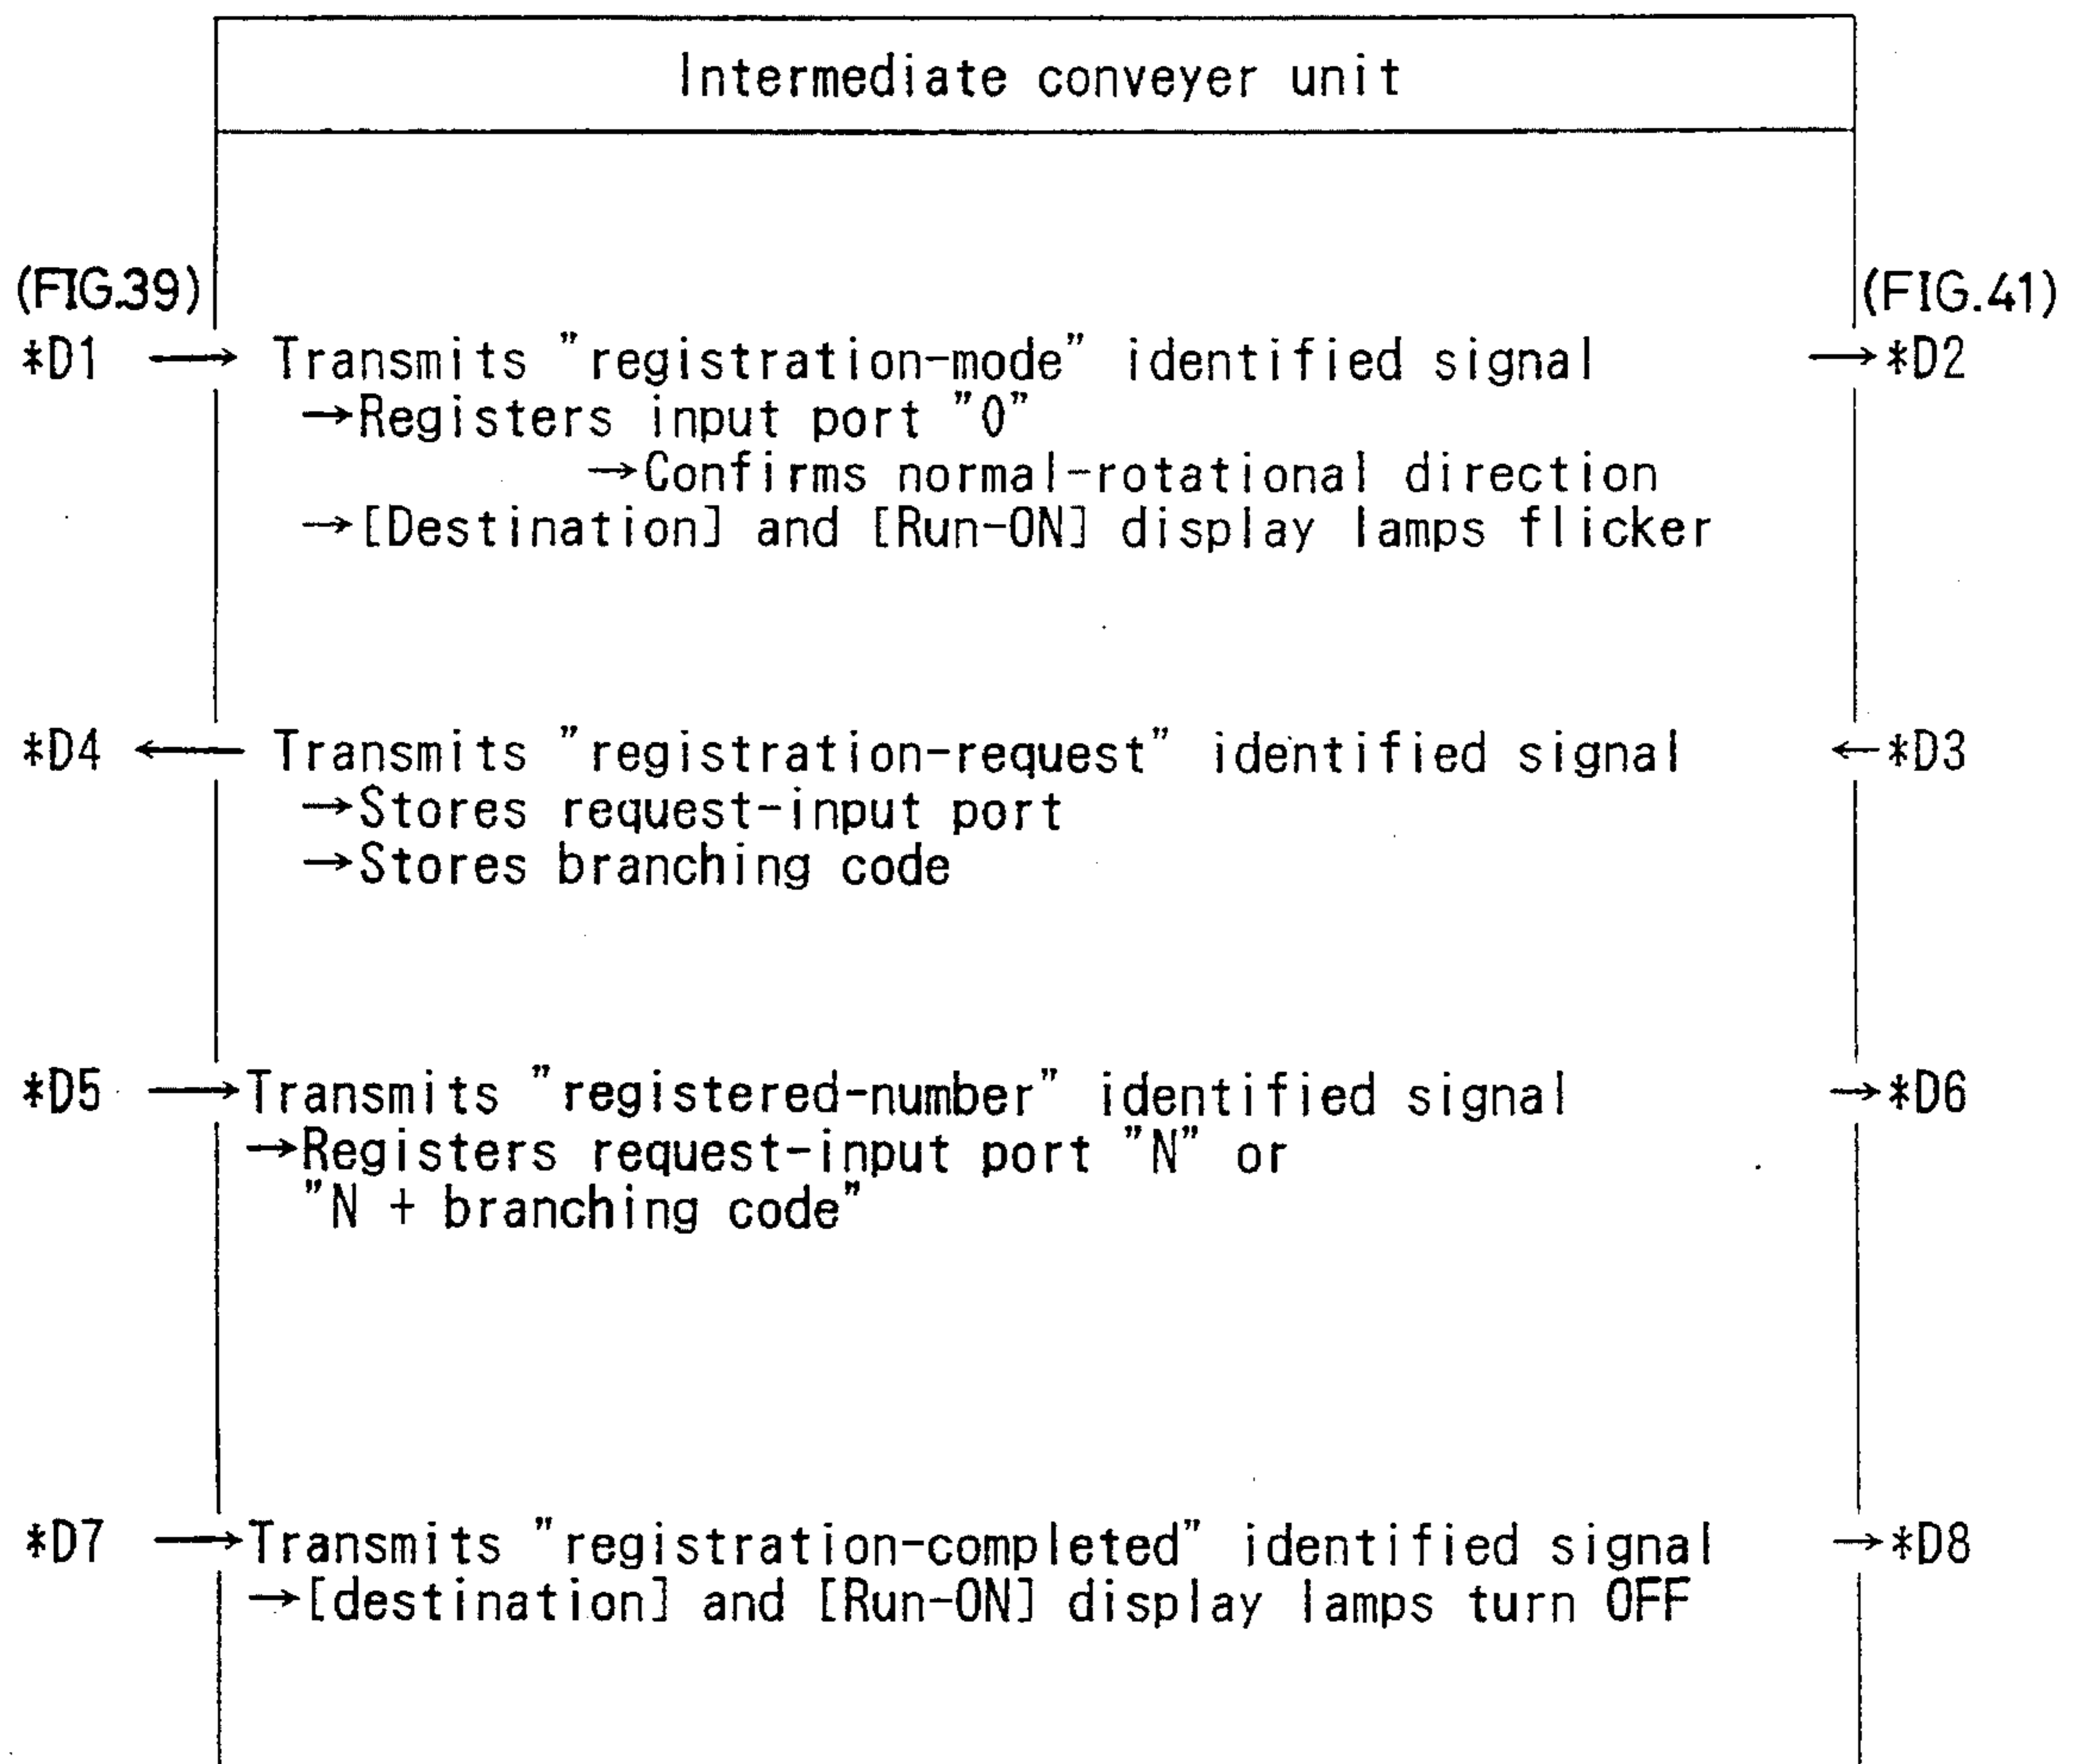 Intermediate conveyer unit
(FIG.39) (FIG.41)
*D1 → Transmits "registration-mode" identified signal → *D2
→Registers input port "0"
→Confirms normal-rotational direction
→[Destination] and [Run-ON] display lamps flicker
*D4 ← Transmits "registration-request" identified signal ← *D3
→Stores request-input port
→Stores branching code
*D5 → Transmits "registered-number" identified signal → *D6
→Registers request-input port "N" or
"N + branching code"
*D7 → Transmits "registration-completed" identified signal → *D8
→[destination] and [Run-ON] display lamps turn OFF